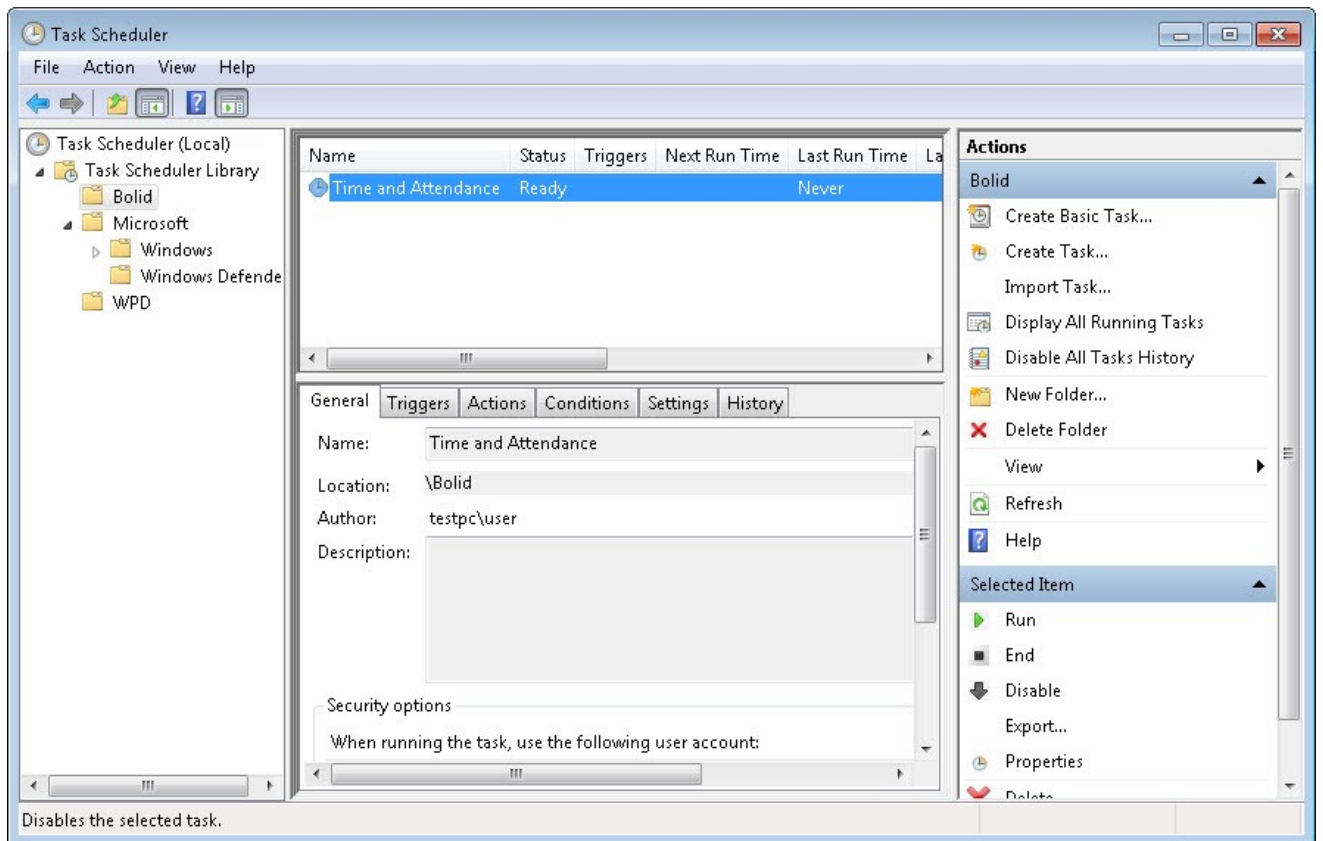 Task Scheduler
File Action View Help
Task Scheduler (Local)
Task Scheduler Library
Bolid
Microsoft
Windows
Windows Defende
WPD
Name Status Triggers Next Run Time Last Run Time La
Time and Attendance Ready Never
General Triggers Actions Conditions Settings History
Name: Time and Attendance
Location: \Bolid
Author: testpc\user
Description:
Security options
When running the task, use the following user account:
Actions
Bolid
Create Basic Task...
Create Task...
Import Task...
Display All Running Tasks
Disable All Tasks History
New Folder...
Delete Folder
View
Refresh
Help
Selected Item
Run
End
Disable
Export...
Properties
Delete
Disables the selected task.